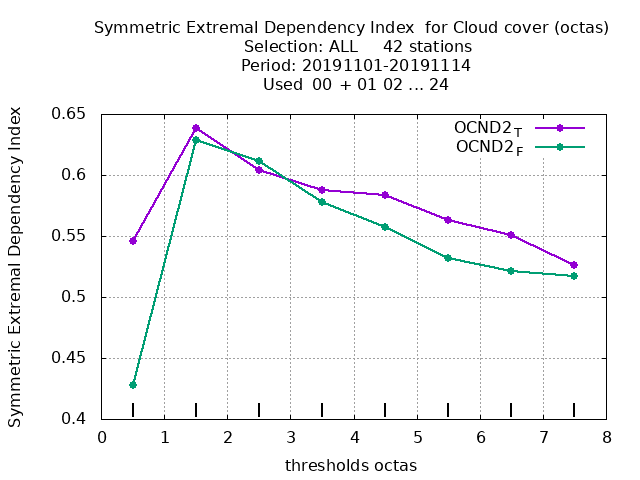 Symmetric Extremal Dependency Index  for Cloud cover (octas)
Selection: ALL     42 stations
Period: 20191101-20191114
Used  00  + 01 02 ... 24
OCND2T
OCND2F
Symmetric Extremal Dependency Index
0.65
0.6
0.55
0.5
0.45
0.4
0 1 2 3 4 5 6 7 8
thresholds octas